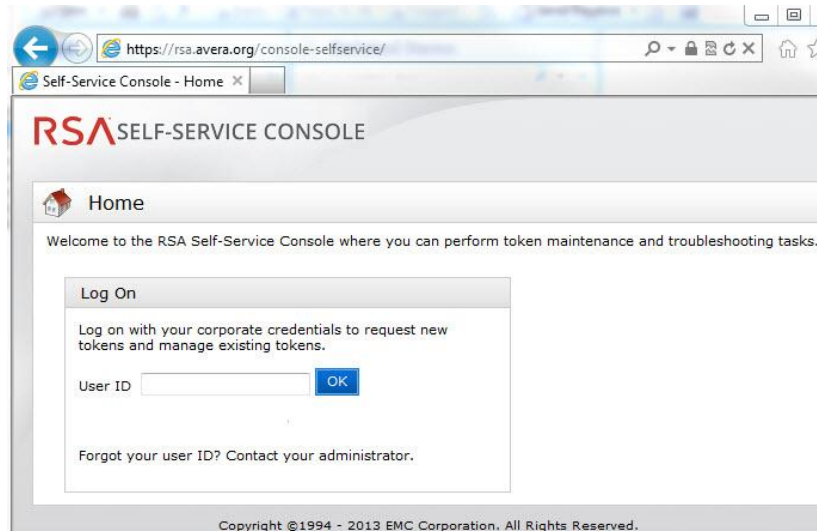 https://rsa.avera.org/console-selfservice/
Self-Service Console - Home
RSA SELF-SERVICE CONSOLE
Home
Welcome to the RSA Self-Service Console where you can perform token maintenance and troubleshooting tasks.
Log On
Log on with your corporate credentials to request new
tokens and manage existing tokens.
User ID
OK
Forgot your user ID? Contact your administrator.
Copyright ©1994 - 2013 EMC Corporation. All Rights Reserved.